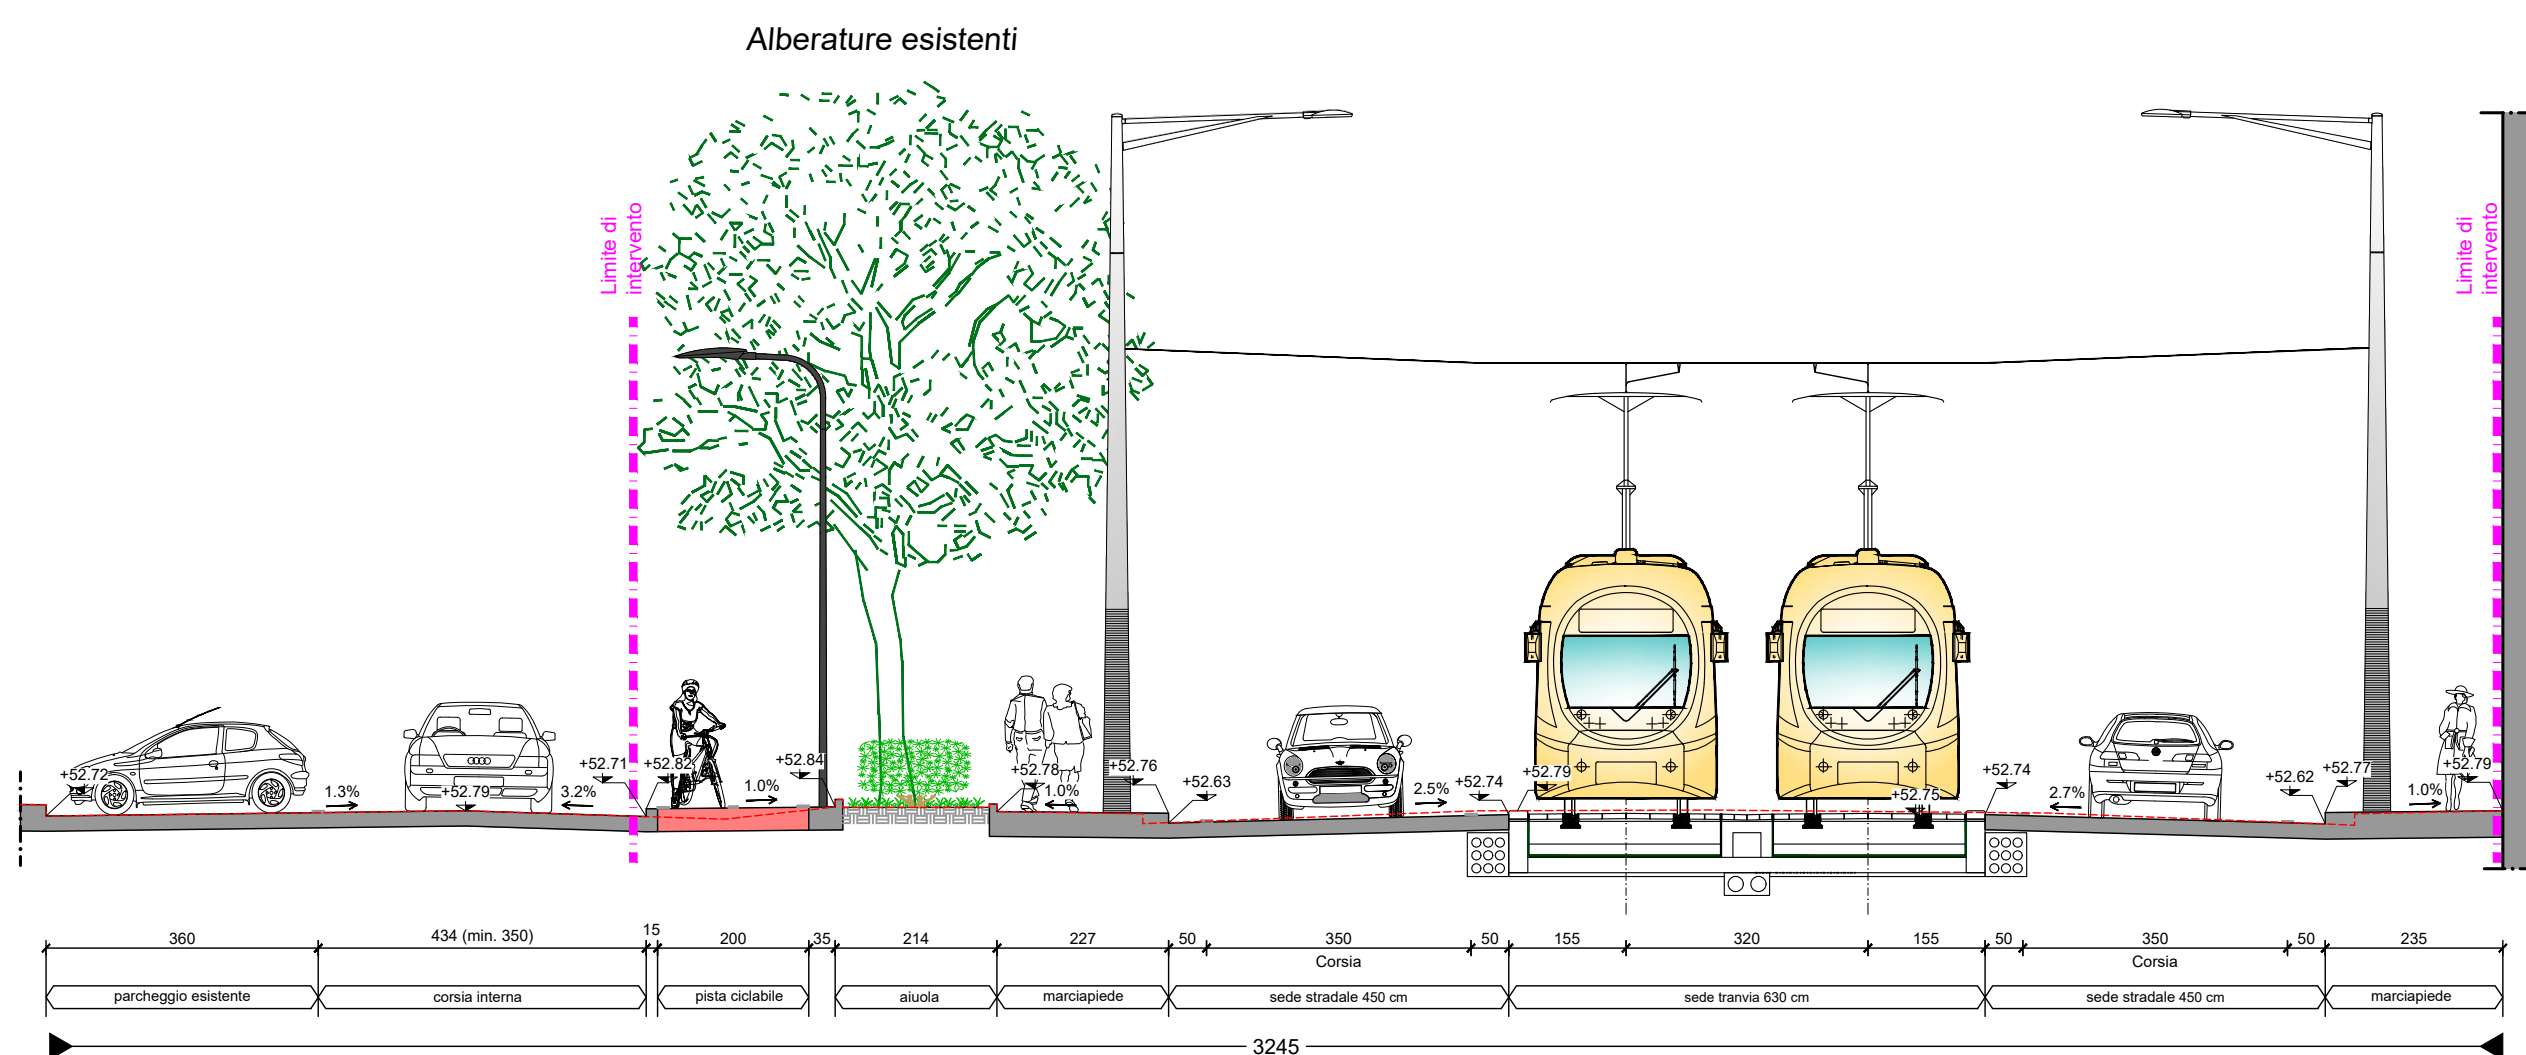 Alberature esistenti
Limite di
intervento
Limite di
intervento
+52.72
1.3%
+52.79
3.2%
+52.71
+52.82
1.0%
+52.84
+52.78
1.0%
+52.76
+52.63
2.5%
+52.74
+52.79
+52.75
+52.74
2.7%
+52.62
+52.77
1.0%
+52.79
360
434 (min. 350)
15
200
35
214
227
50
350
50
155
320
155
50
350
50
235
Corsia
Corsia
parcheggio esistente
corsia interna
pista ciclabile
aiuola
marciapiede
sede stradale 450 cm
sede tranvia 630 cm
sede stradale 450 cm
marciapiede
3245